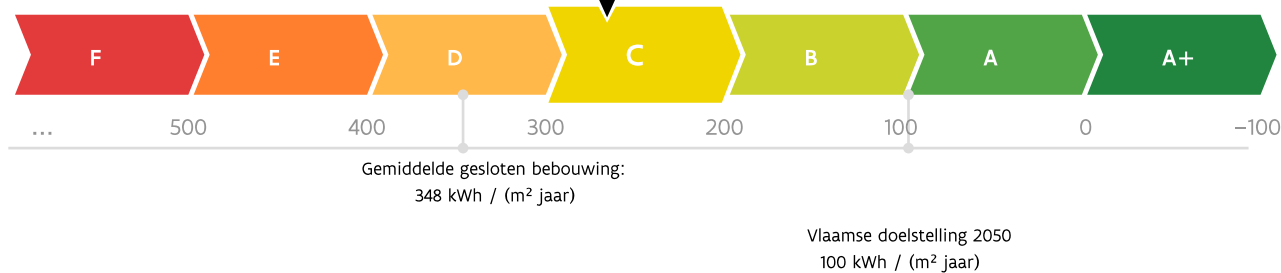 F E D C B A A+
... 500 400 300 200 100 0 −100
Gemiddelde gesloten bebouwing:
348 kWh / (m² jaar)
Vlaamse doelstelling 2050
100 kWh / (m² jaar)